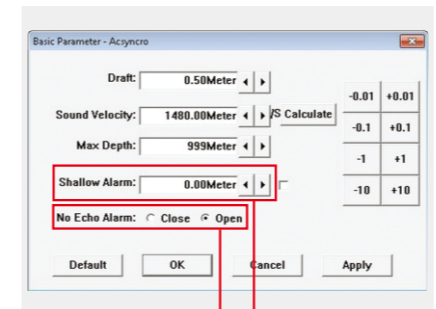 Basic Parameter - Acsyncro
Draft: 0.50Meter
Sound Velocity: 1480.00Meter /S Calculate
Max Depth: 999Meter
Shallow Alarm: 0.00Meter
No Echo Alarm: Close Open
-0.01 +0.01
-0.1 +0.1
-1 +1
-10 +10
Default OK Cancel Apply